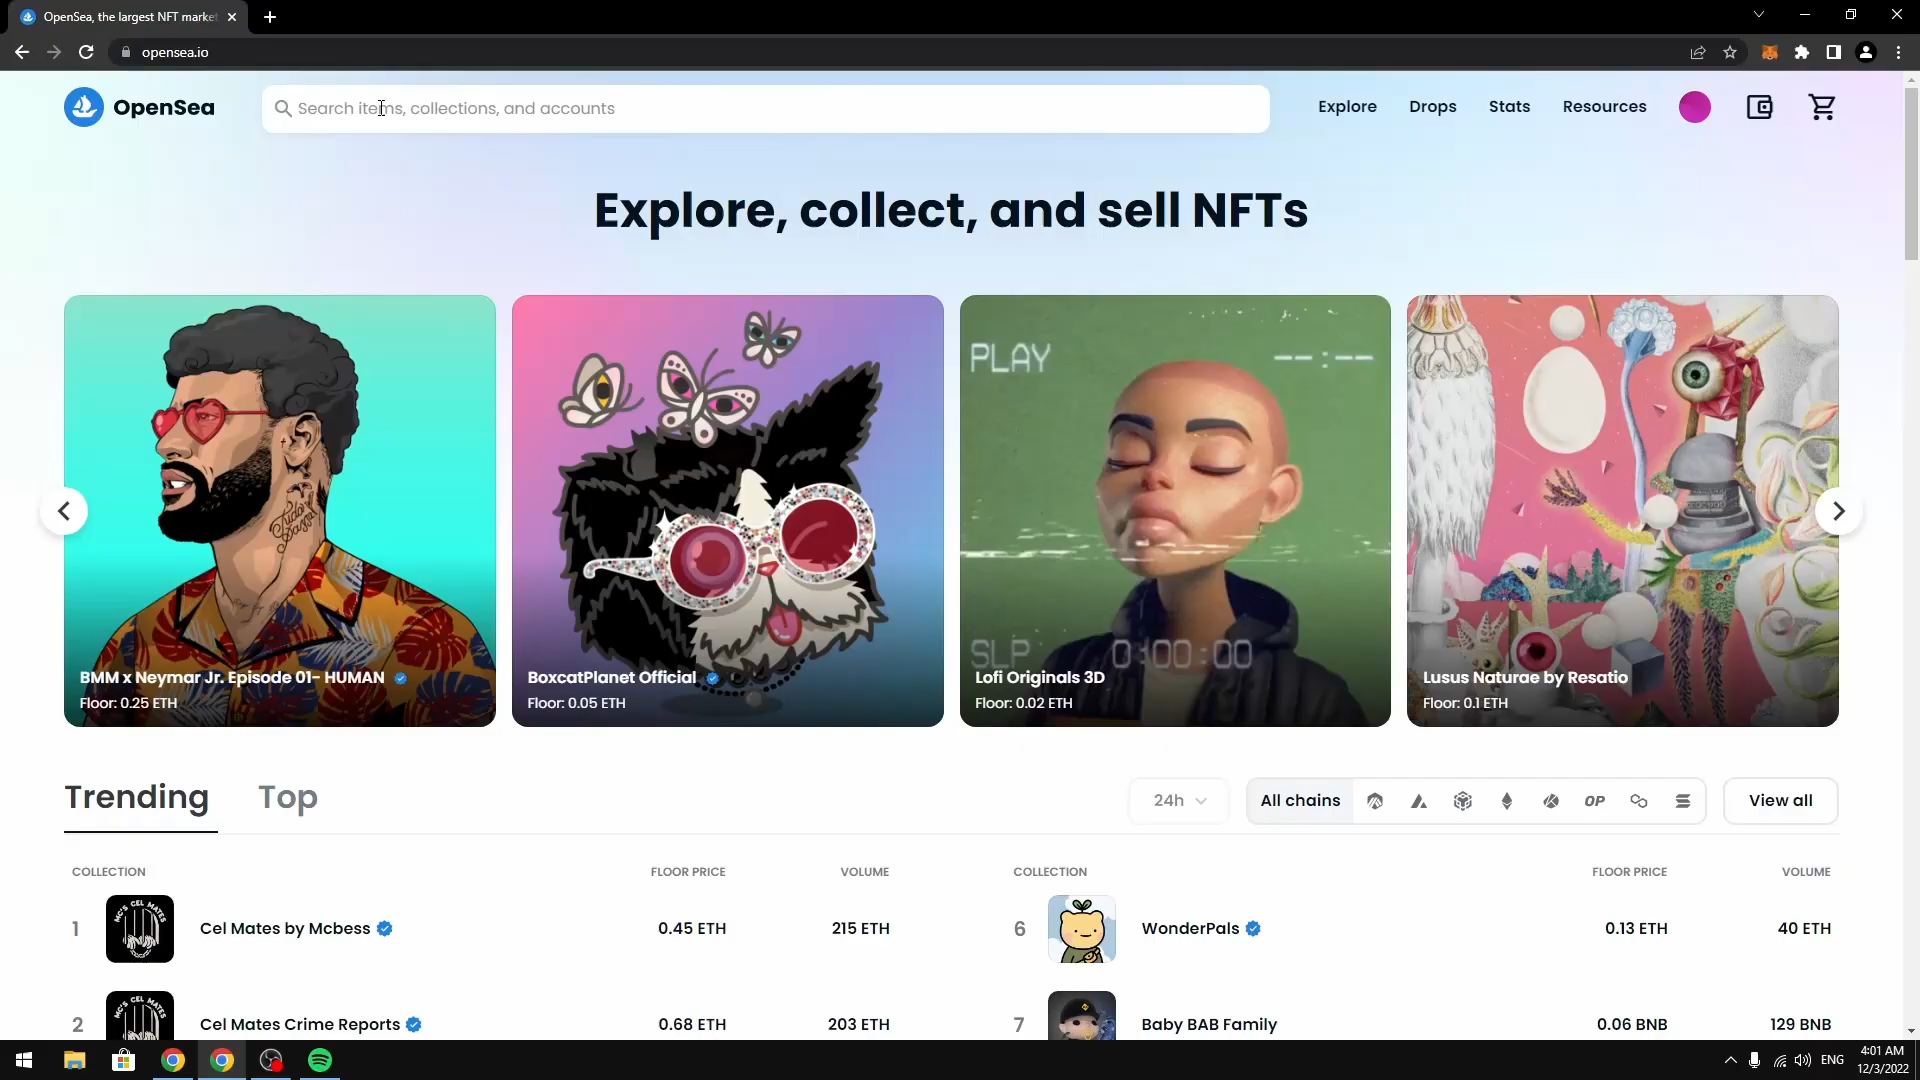 OpenSea, the largest NFT market
opensea.io
OpenSea
Search items, collections, and accounts
Explore
Drops
Stats
Resources
Explore, collect, and sell NFTs
PLAY
--:--
SLP 0:00:00
BMM x Neymar Jr. Episode 01- HUMAN
Floor: 0.25 ETH
BoxcatPlanet Official
Floor: 0.05 ETH
Lofi Originals 3D
Floor: 0.02 ETH
Lusus Naturae by Resatio
Floor: 0.1 ETH
Trending
Top
24h
All chains
OP
View all
COLLECTION FLOOR PRICE VOLUME
COLLECTION FLOOR PRICE VOLUME
1 Cel Mates by Mcbess 0.45 ETH 215 ETH
6 WonderPals 0.13 ETH 40 ETH
2 Cel Mates Crime Reports 0.68 ETH 203 ETH
7 Baby BAB Family 0.06 BNB 129 BNB
ENG
4:01 AM
12/3/2022